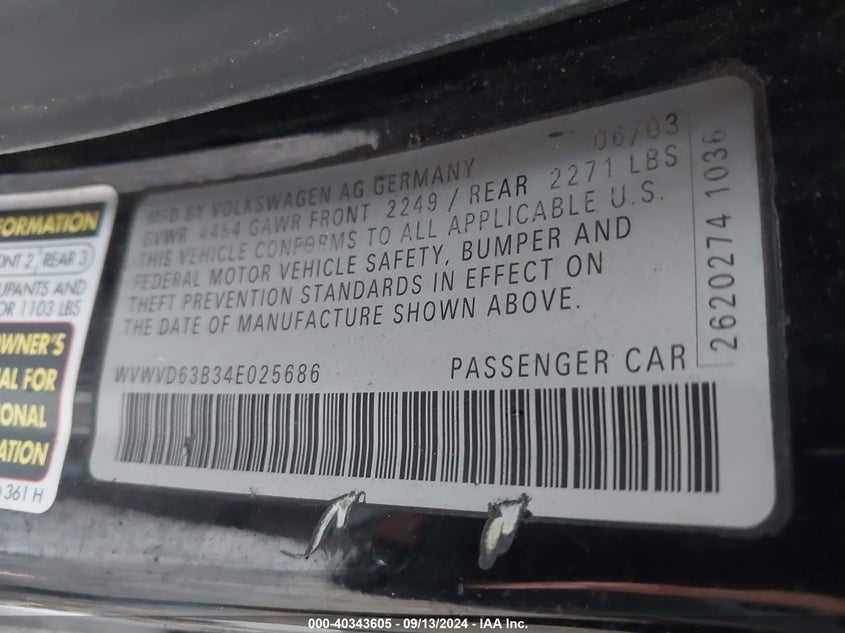 06/03
MFD BY VOLKSWAGEN AG GERMANY
GVWR 4454 GAWR FRONT 2249 / REAR 2271 LBS
THIS VEHICLE CONFORMS TO ALL APPLICABLE U.S.
FEDERAL MOTOR VEHICLE SAFETY, BUMPER AND
THEFT PREVENTION STANDARDS IN EFFECT ON
THE DATE OF MANUFACTURE SHOWN ABOVE.
WVWVD63B34E025686 PASSENGER CAR
2620274 1036
FORMATION
ONT 2 REAR 3
UPANTS AND
OR 1103 LBS
OWNER'S
AL FOR
IONAL
ATION
361 H
000-40343605 - 09/13/2024 - IAA Inc.